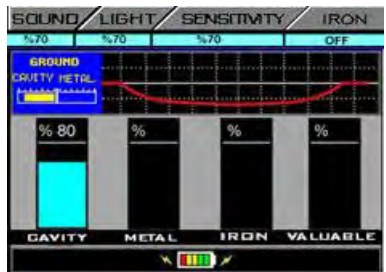 SOUND LIGHT SENSITIVITY IRON
%70 %70 %70 OFF
GROUND
CAVITY METAL
% 80 % % %
CAVITY METAL IRON VALUABLE